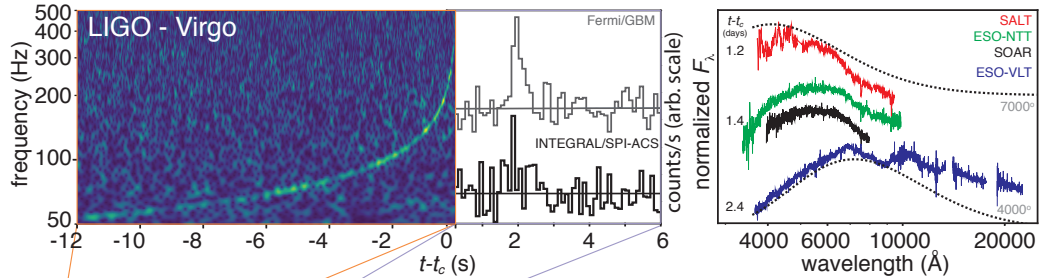 LIGO - Virgo
frequency (Hz)
500
400
300
200
100
50
-12
-10
-8
-6
-4
-2
0
2
4
6
t-tc (s)
Fermi/GBM
INTEGRAL/SPI-ACS
counts/s (arb. scale)
normalized Fλ
t-tc
(days)
1.2
1.4
2.4
SALT
ESO-NTT
SOAR
ESO-VLT
7000°
4000°
4000
6000
10000
20000
wavelength (Å)